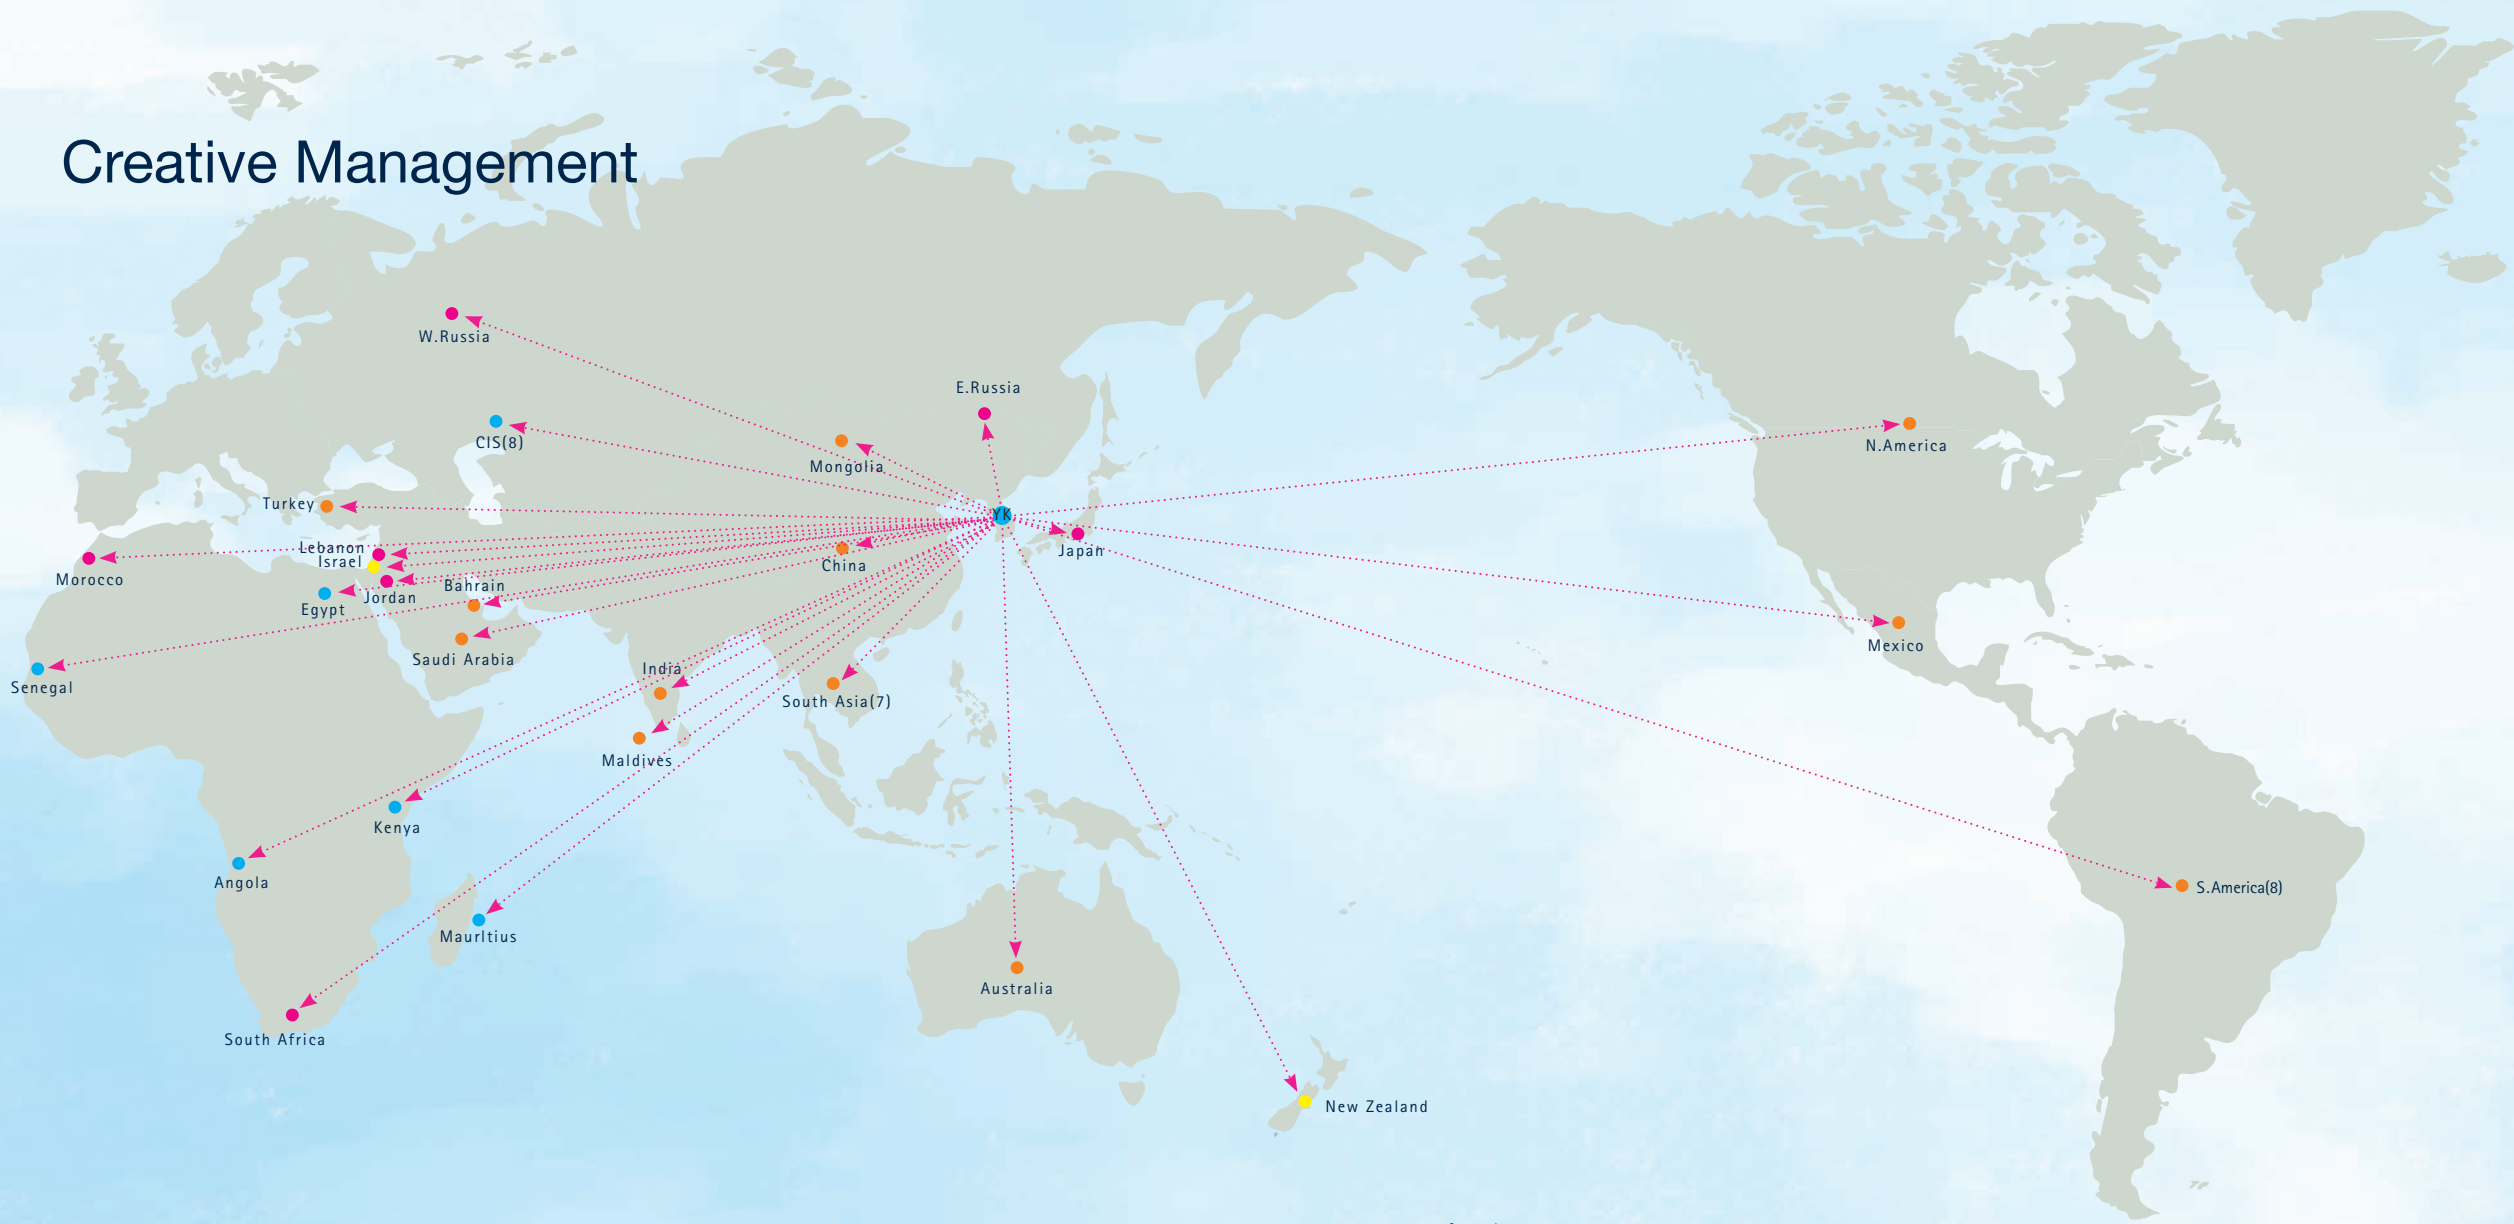 Creative Management
W.Russia
E.Russia
CIS(8)
Mongolia
N.America
Turkey
YK
Lebanon
Israel
Japan
China
Morocco
Bahrain
Jordan
Egypt
Mexico
Saudi Arabia
India
Senegal
South Asia(7)
Maldives
Kenya
Angola
S.America(8)
MaurItius
Australia
South Africa
New Zealand